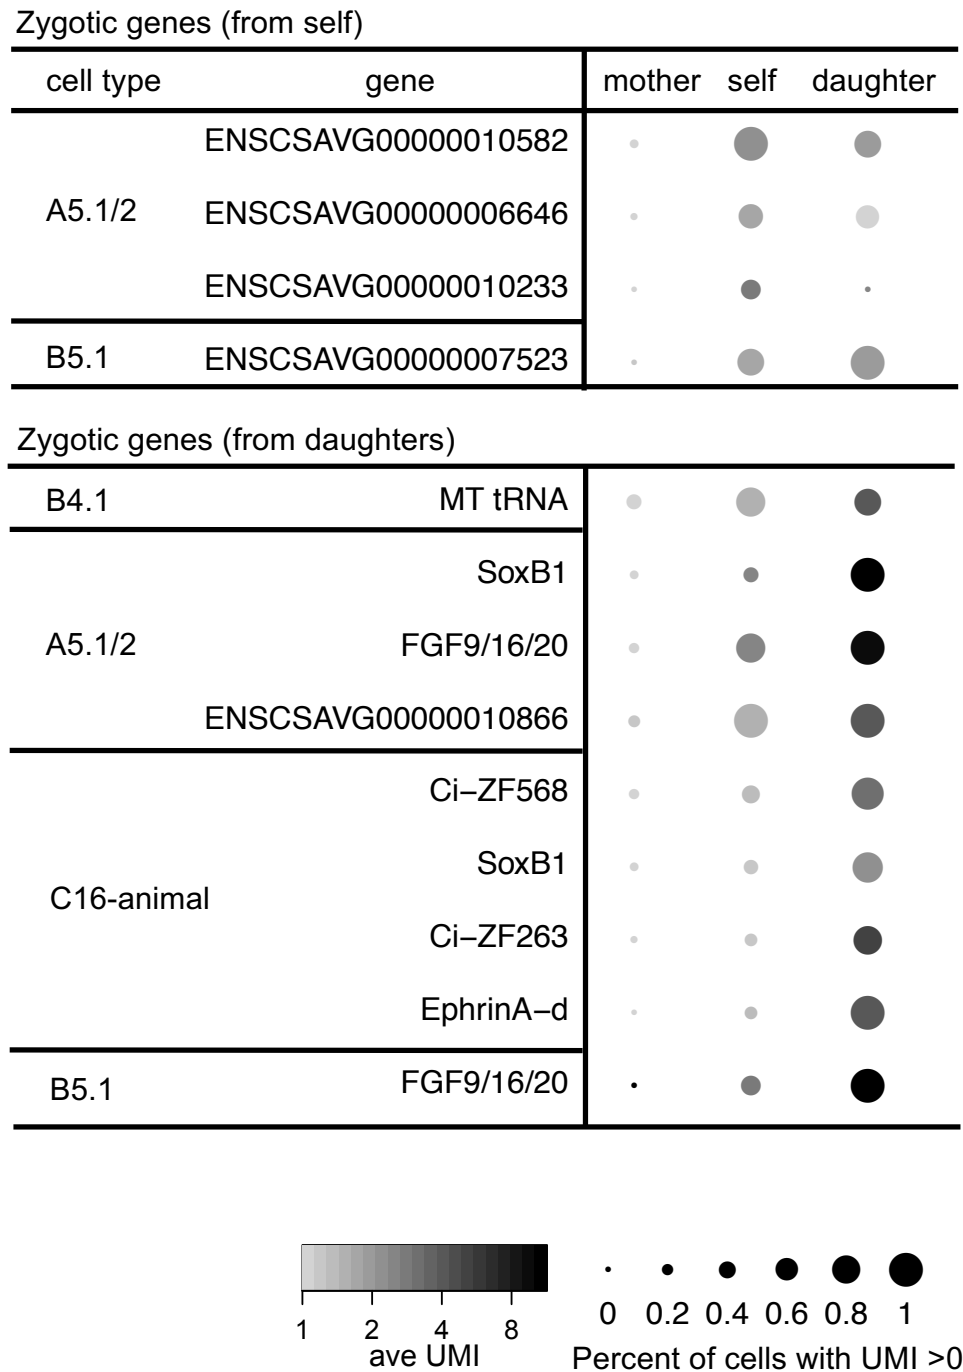 Zygotic genes (from self)
cell type gene mother self daughter
ENSCSAVG00000010582
A5.1/2 ENSCSAVG00000006646
ENSCSAVG00000010233
B5.1 ENSCSAVG00000007523
Zygotic genes (from daughters)
B4.1 MT tRNA
SoxB1
A5.1/2 FGF9/16/20
ENSCSAVG00000010866
Ci−ZF568
SoxB1
C16-animal
Ci−ZF263
EphrinA−d
B5.1 FGF9/16/20
1 2 4 8
ave UMI
0 0.2 0.4 0.6 0.8 1
Percent of cells with UMI >0